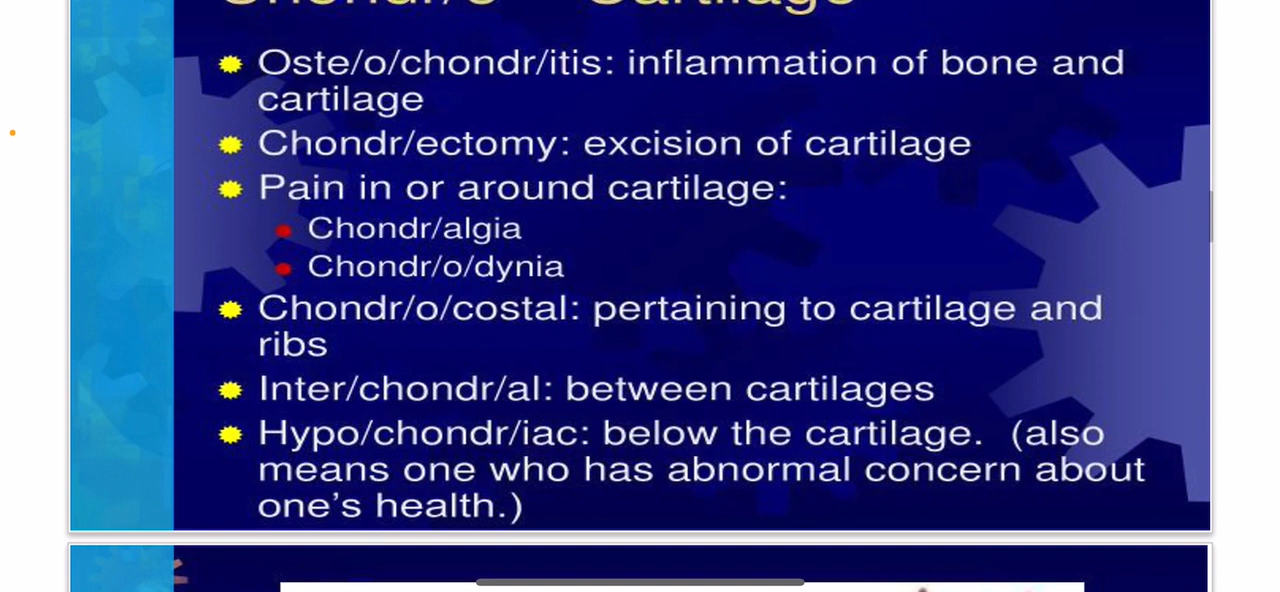 Chondr/o Cartilage
Oste/o/chondr/itis: inflammation of bone and
cartilage
Chondr/ectomy: excision of cartilage
Pain in or around cartilage:
Chondr/algia
Chondr/o/dynia
Chondr/o/costal: pertaining to cartilage and
ribs
Inter/chondr/al: between cartilages
Hypo/chondr/iac: below the cartilage. (also
means one who has abnormal concern about
one's health.)